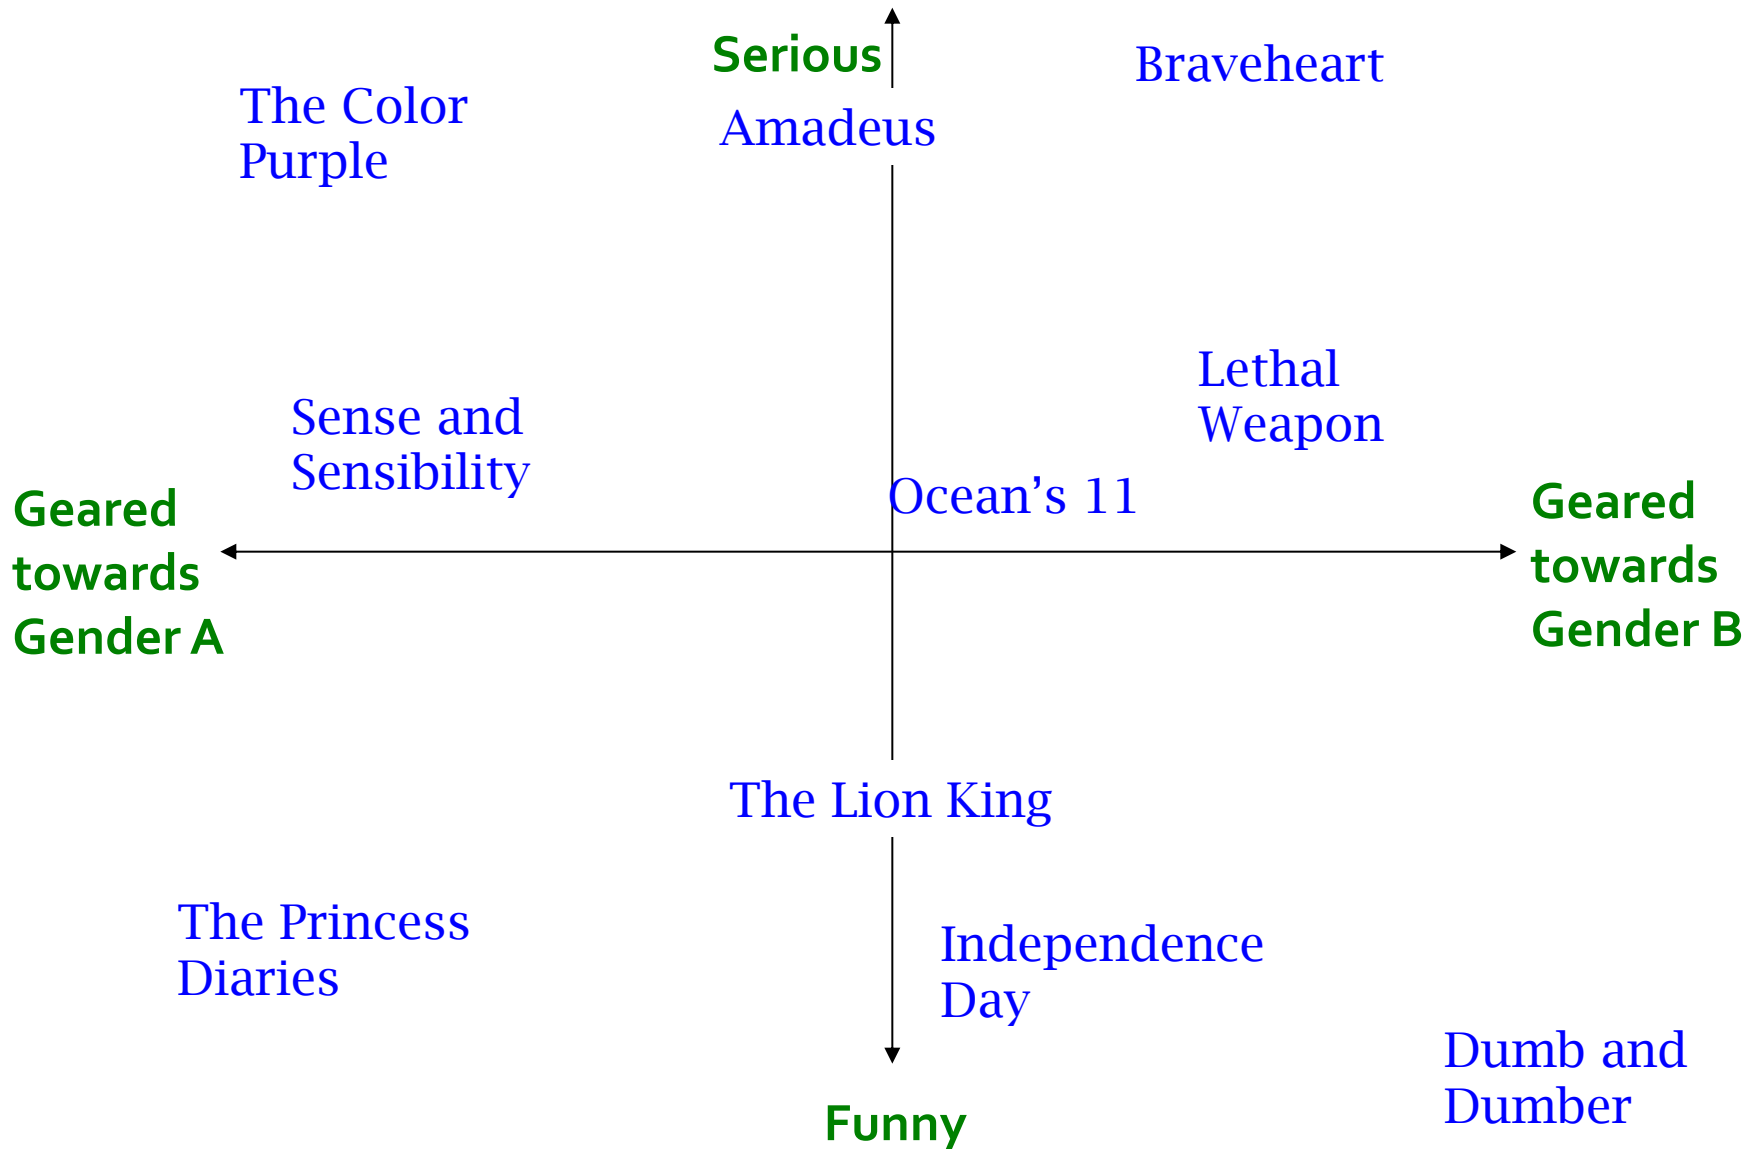 Serious
Braveheart
The Color
Purple
Amadeus
Lethal
Weapon
Sense and
Sensibility
Ocean’s 11
Geared
towards
Gender A
Geared
towards
Gender B
The Lion King
The Princess
Diaries
Independence
Day
Dumb and
Dumber
Funny